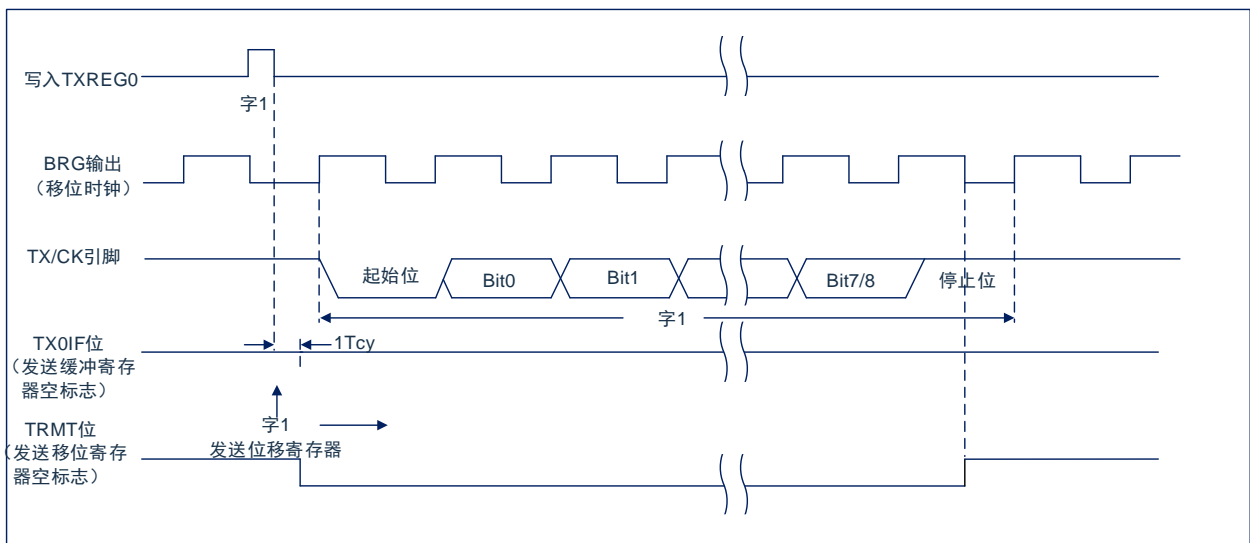 写入TXREG0
字1
BRG输出
（移位时钟）
TX/CK引脚
起始位
Bit0
Bit1
Bit7/8
停止位
字1
TX0IF位
（发送缓冲寄存
器空标志）
1Tcy
字1
发送位移寄存器
TRMT位
（发送移位寄存
器空标志）